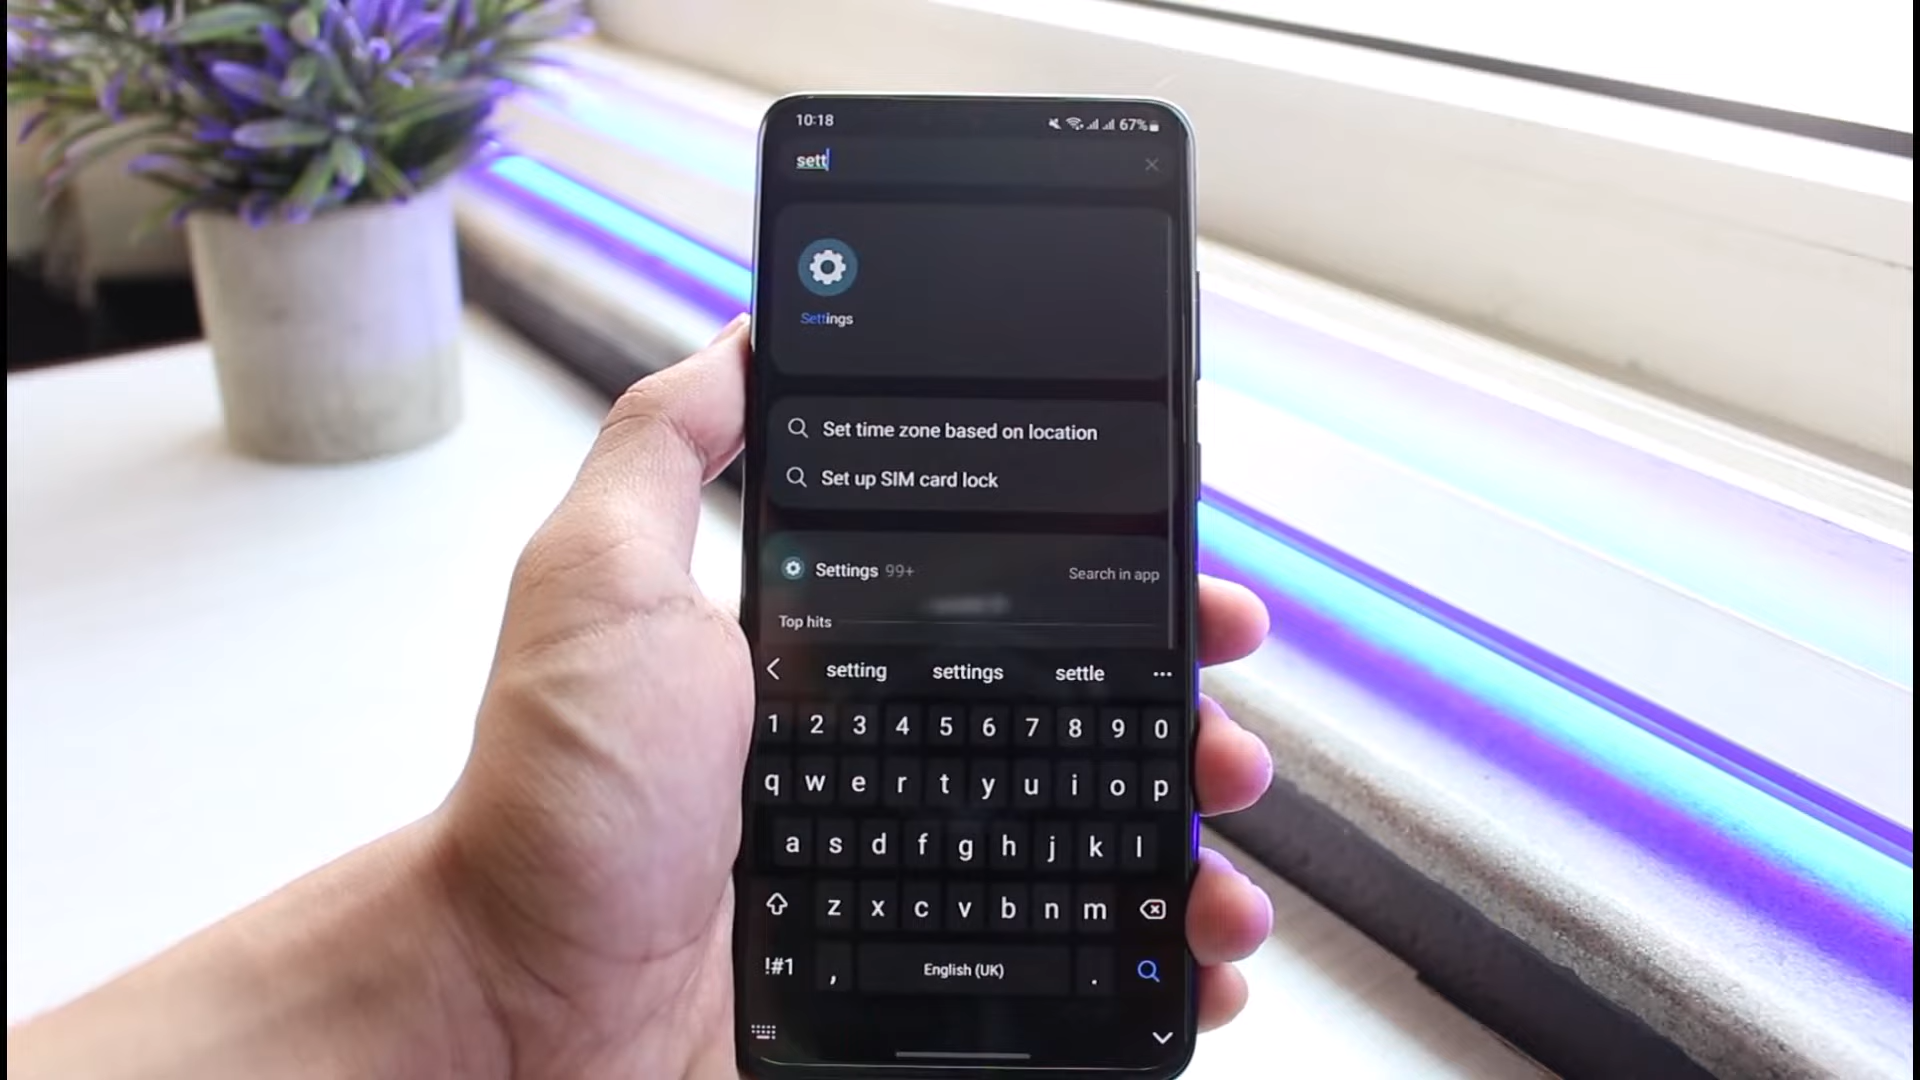 10:18 67%
sett
Settings
Set time zone based on location
Set up SIM card lock
Settings 99+ Search in app
Top hits
setting settings settle ...
1 2 3 4 5 6 7 8 9 0
q w e r t y u i o p
a s d f g h j k l
z x c v b n m
!#1 , English (UK) .